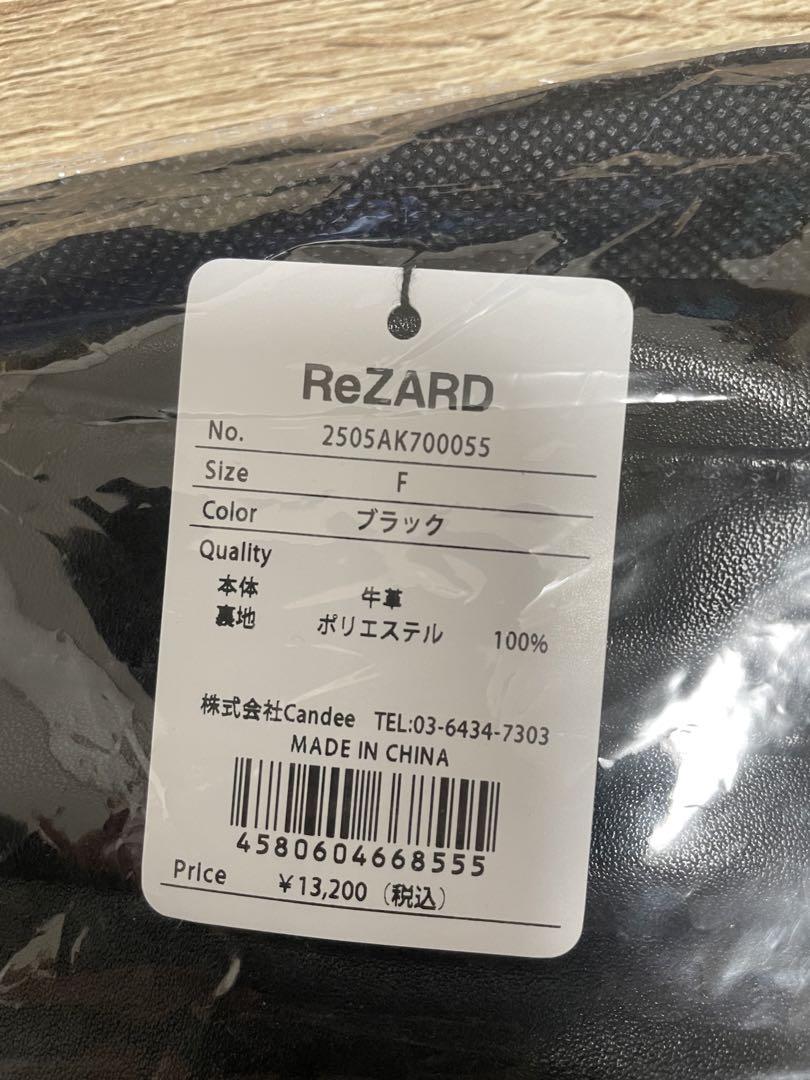 ReZARD
No. 2505AK700055
Size F
Color ブラック
Quality
本体 牛革
裏地 ポリエステル 100%
株式会社Candee TEL:03-6434-7303
MADE IN CHINA
4580604668555
Price ¥13,200（税込）